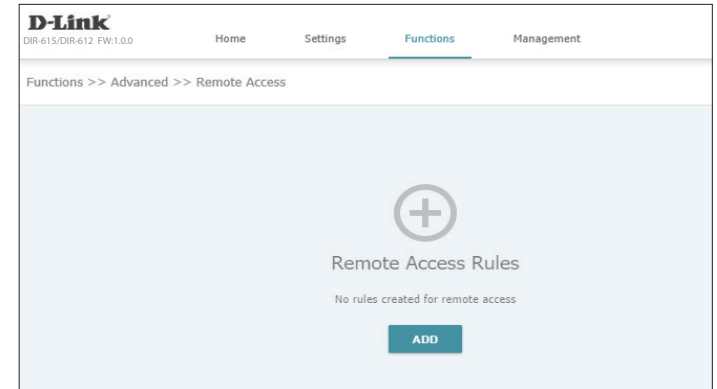 D-Link
DIR-615/DIR-612 FW:1.0.0
Home Settings Functions Management
Functions >> Advanced >> Remote Access
Remote Access Rules
No rules created for remote access
ADD